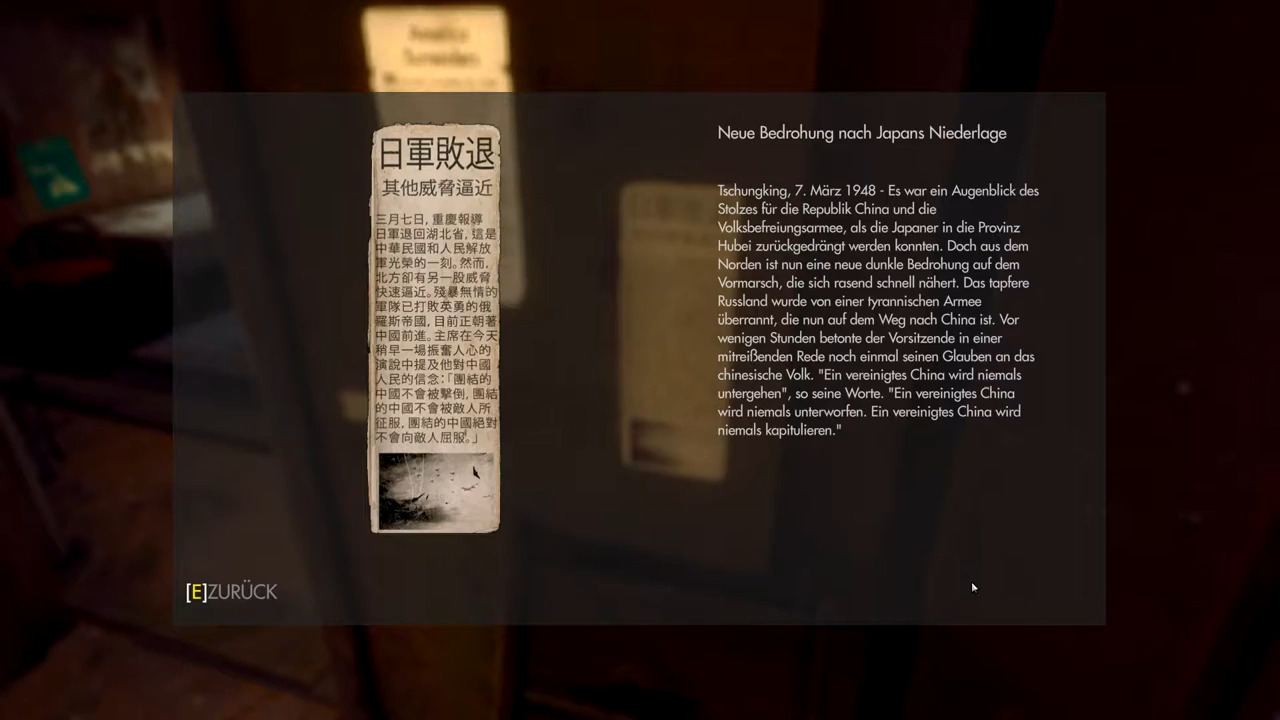 日軍敗退
其他威脅逼近
三月七日, 重慶報導
日軍退回湖北省, 這是
中華民國和人民解放
軍光榮的一刻。然而,
北方卻有另一股威脅
快速逼近。殘暴無情的
軍隊已打敗英勇的俄
羅斯帝國, 目前正朝著
中國前進。主席在今天
稍早一場振奮人心的
演說中提及他對中國
人民的信念:「團結的
中國不會被擊倒, 團結
的中國不會被敵人所
征服, 團結的中國絕對
不會向敵人屈服。」
Neue Bedrohung nach Japans Niederlage
Tschungking, 7. März 1948 - Es war ein Augenblick des
Stolzes für die Republik China und die
Volksbefreiungsarmee, als die Japaner in die Provinz
Hubei zurückgedrängt werden konnten. Doch aus dem
Norden ist nun eine neue dunkle Bedrohung auf dem
Vormarsch, die sich rasend schnell nähert. Das tapfere
Russland wurde von einer tyrannischen Armee
überrannt, die nun auf dem Weg nach China ist. Vor
wenigen Stunden betonte der Vorsitzende in einer
mitreißenden Rede noch einmal seinen Glauben an das
chinesische Volk. "Ein vereinigtes China wird niemals
untergehen", so seine Worte. "Ein vereinigtes China
wird niemals unterworfen. Ein vereinigtes China wird
niemals kapitulieren."
[E]ZURÜCK